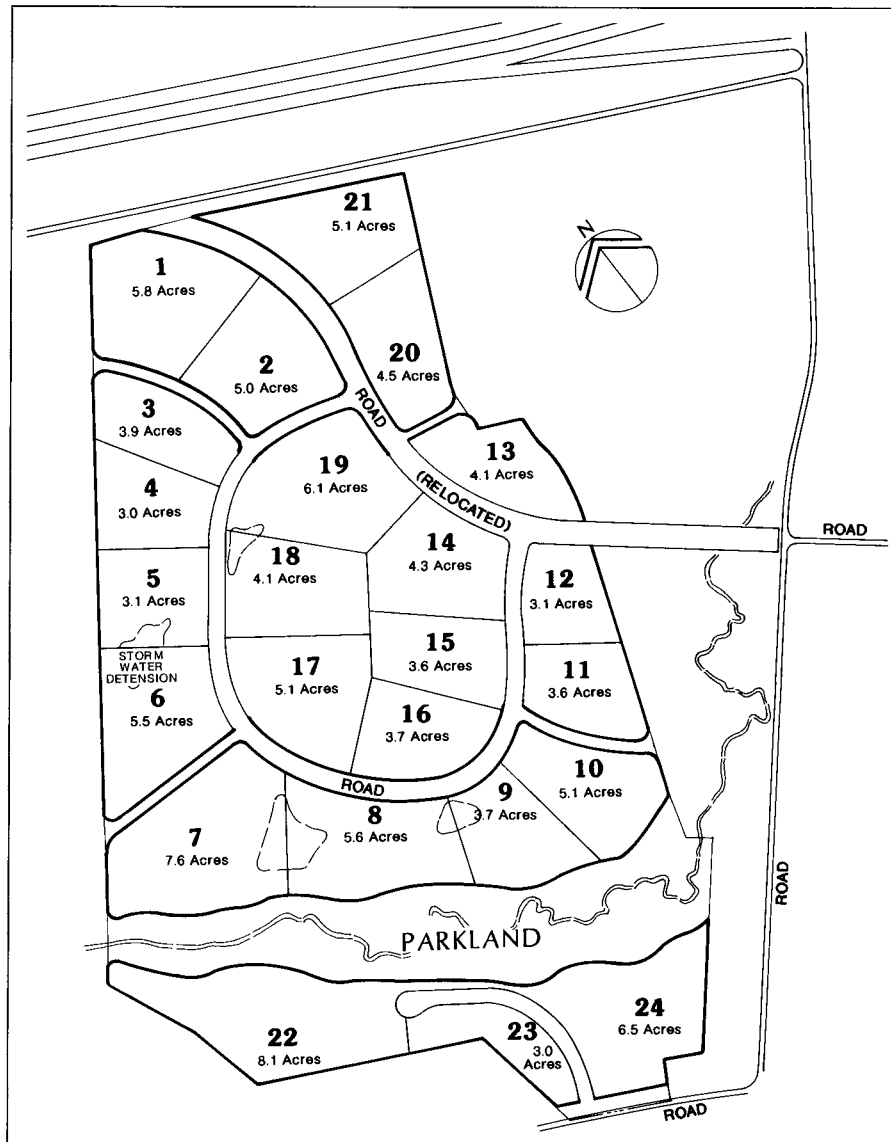 21
5.1 Acres
N
1
5.8 Acres
2
5.0 Acres
20
4.5 Acres
ROAD
3
3.9 Acres
13
4.1 Acres
19
6.1 Acres
(RELOCATED)
4
3.0 Acres
ROAD
14
4.3 Acres
18
4.1 Acres
12
3.1 Acres
5
3.1 Acres
15
3.6 Acres
11
3.6 Acres
STORM
WATER
DETENSION
17
5.1 Acres
6
5.5 Acres
16
3.7 Acres
ROAD
10
5.1 Acres
9
3.7 Acres
8
5.6 Acres
7
7.6 Acres
ROAD
PARKLAND
24
6.5 Acres
23
3.0
Acres
22
8.1 Acres
ROAD